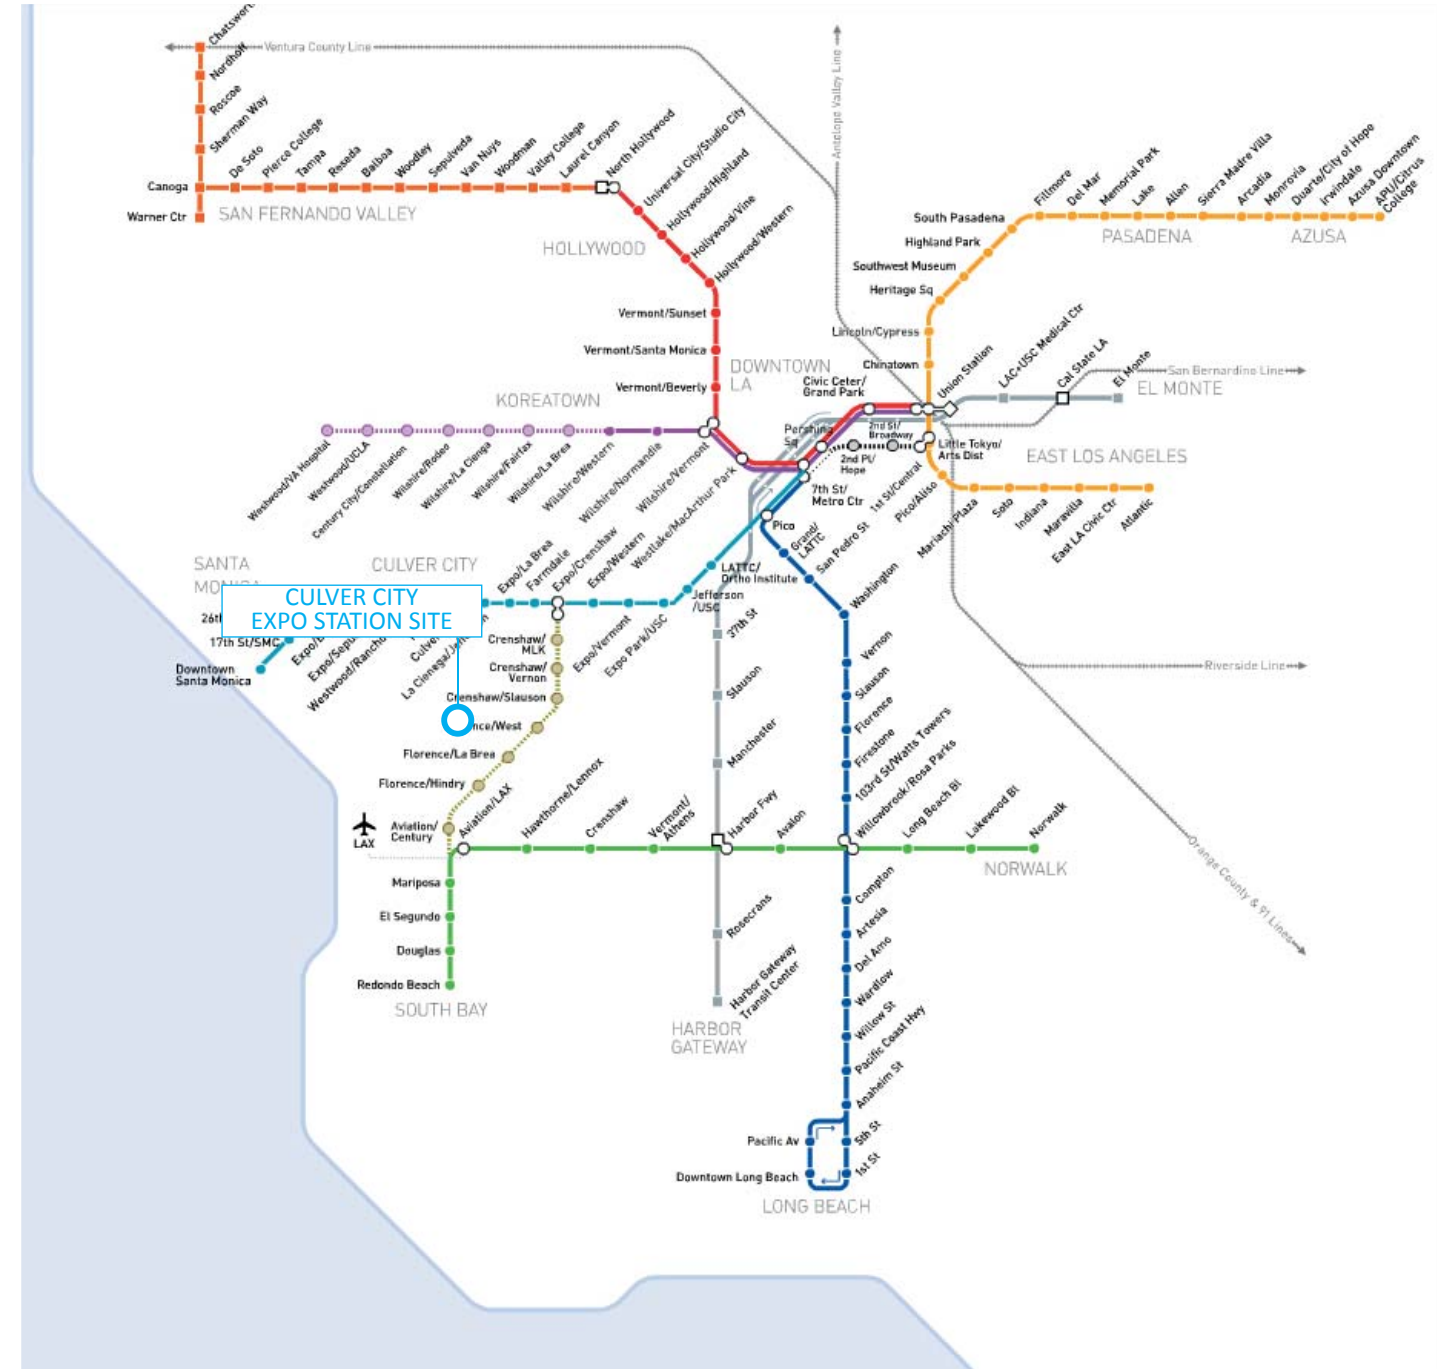 Chatswor
Nordhoff
Roscoe
Sherman Way
Canoga
Warner Ctr
De Soto
Pierce College
Tampa
Reseda
Balboa
Woodley
Sepulveda
Van Nuys
Woodman
Valley College
Laurel Canyon
North Hollywood
SAN FERNANDO VALLEY
Ventura County Line
Antelope Valley Line
Universal City/Studio City
Hollywood/Highland
Hollywood/Vine
Hollywood/Western
HOLLYWOOD
Vermont/Sunset
Vermont/Santa Monica
Vermont/Beverly
DOWNTOWN
LA
KOREATOWN
South Pasadena
Highland Park
Southwest Museum
Heritage Sq
Lincoln/Cypress
Chinatown
Fillmore
Del Mar
Memorial Park
Lake
Allen
Sierra Madre Villa
Arcadia
Monrovia
Duarte/City of Hope
Irwindale
Azusa Downtown
APU/Citrus
College
PASADENA
AZUSA
Union Station
LAC+USC Medical Ctr
Cal State LA
El Monte
San Bernardino Line
EL MONTE
Civic Ceter/
Grand Park
Pershing
Sq
2nd St/
Broadway
2nd Pl/
Hope
Little Tokyo/
Arts Dist
EAST LOS ANGELES
7th St/
Metro Ctr
1st St/Central
Pico/Aliso
Mariachi Plaza
Soto
Indiana
Maravilla
East LA Civic Ctr
Atlantic
Westwood/VA Hospital
Westwood/UCLA
Century City/Constellation
Wilshire/Rodeo
Wilshire/La Cienega
Wilshire/Fairfax
Wilshire/La Brea
Wilshire/Western
Wilshire/Normandie
Wilshire/Vermont
Westlake/MacArthur Park
Pico
Grand/
LATTC
San Pedro St
Washington
Vernon
Slauson
Florence
Firestone
103rd St/Watts Towers
Willowbrook/Rosa Parks
LATTC/
Ortho Institute
Jefferson
/USC
Expo Park/USC
Expo/Vermont
Expo/Western
Expo/Crenshaw
Farmdale
Expo/La Brea
SANTA
CULVER CITY
CULVER CITY
EXPO STATION SITE
17th St/SMC
Downtown
Santa Monica
Crenshaw/
MLK
Crenshaw/
Vernon
Crenshaw/Slauson
nce/West
Florence/La Brea
Florence/Hindry
Aviation/
Century
LAX
Aviation/LAX
Hawthorne/Lennox
Crenshaw
Vermont/
Athens
Harbor Fwy
Avalon
Long Beach Bl
Lakewood Bl
Norwalk
NORWALK
37th St
Slauson
Manchester
Rosecrans
Harbor Gateway
Transit Center
HARBOR
GATEWAY
Riverside Line
Orange County & 91 Lines
Mariposa
El Segundo
Douglas
Redondo Beach
SOUTH BAY
Compton
Artesia
Del Amo
Wardlow
Willow St
Pacific Coast Hwy
Anaheim St
5th St
1st St
Pacific Av
Downtown Long Beach
LONG BEACH